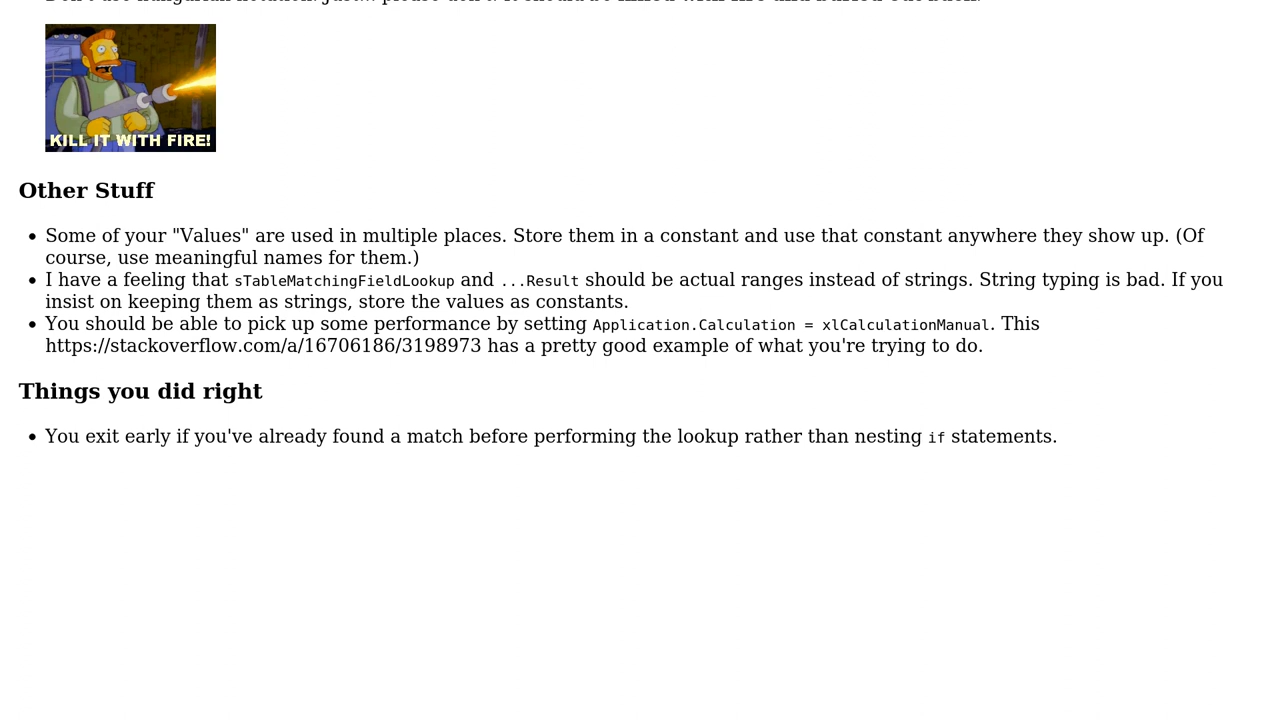 KILL IT WITH FIRE!
Other Stuff
Some of your "Values" are used in multiple places. Store them in a constant and use that constant anywhere they show up. (Of
course, use meaningful names for them.)
I have a feeling that sTableMatchingFieldLookup and ...Result should be actual ranges instead of strings. String typing is bad. If you
insist on keeping them as strings, store the values as constants.
You should be able to pick up some performance by setting Application.Calculation = xlCalculationManual. This
https://stackoverflow.com/a/16706186/3198973 has a pretty good example of what you're trying to do.
Things you did right
You exit early if you've already found a match before performing the lookup rather than nesting if statements.